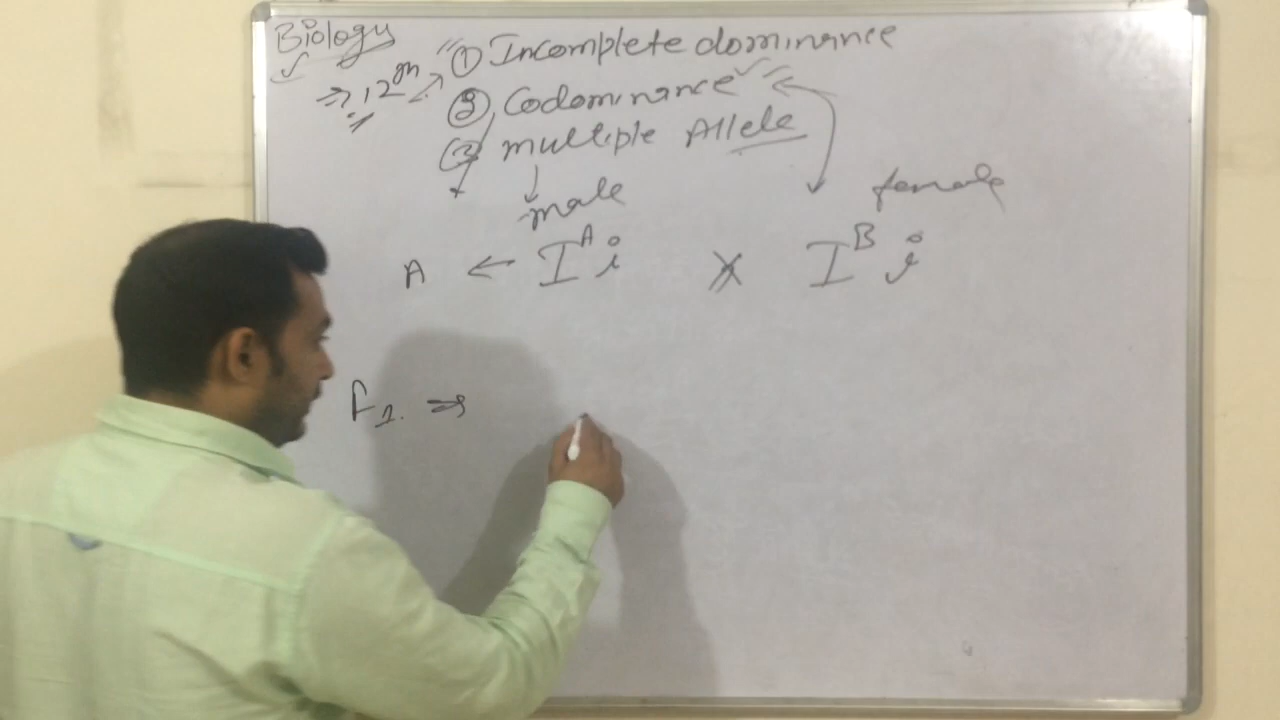 Biology
① Incomplete dominance
⇒ 12th
② Codominance
③ multiple Allele
male female
A ← I^A i × I^B i
F1. ⇒